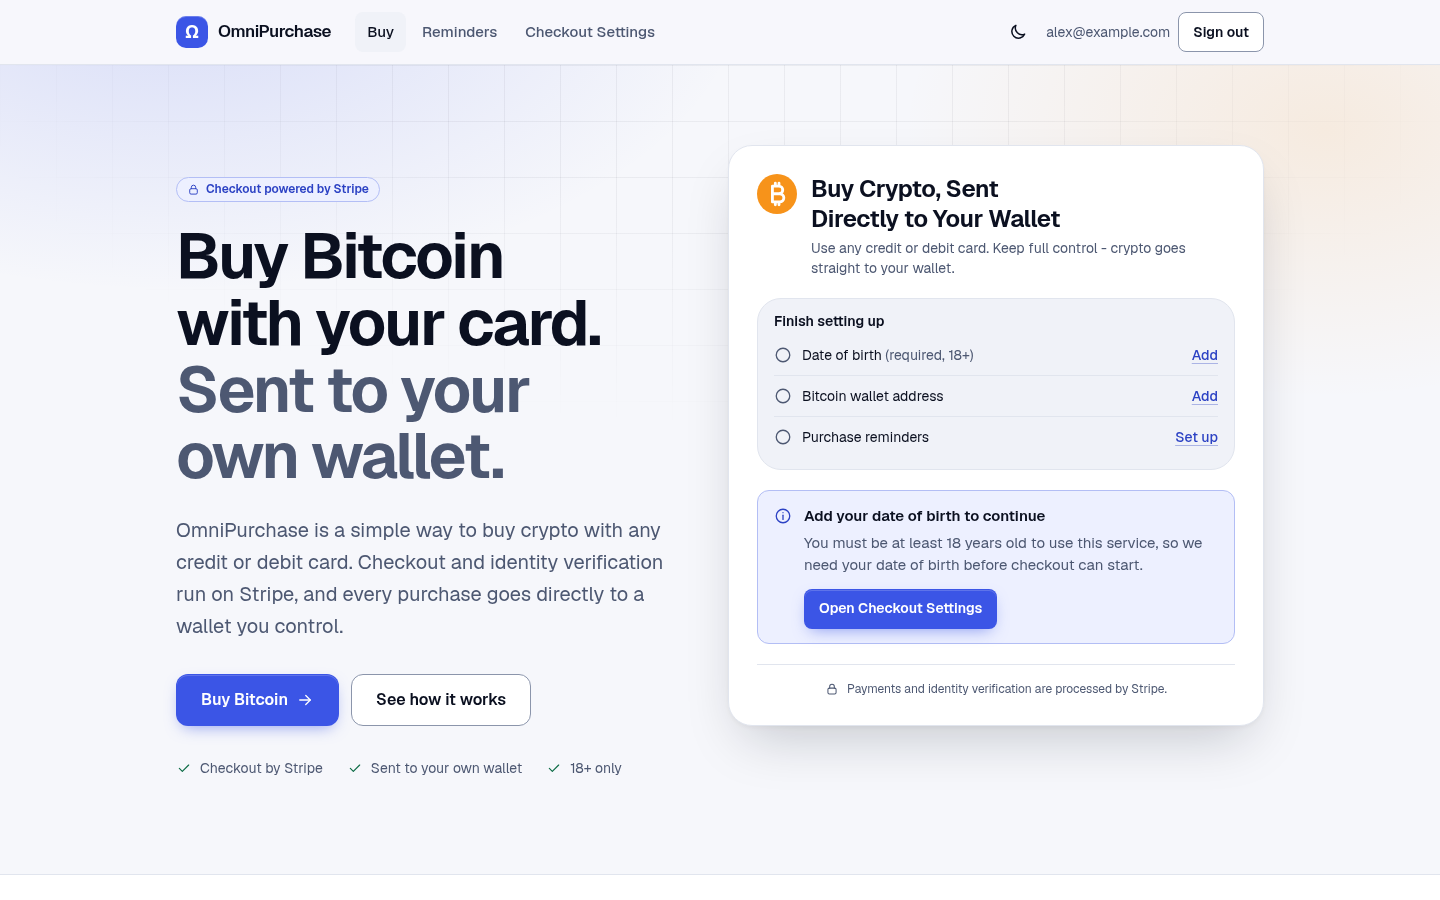 Ω OmniPurchase Buy Reminders Checkout Settings alex@example.com Sign out
Checkout powered by Stripe
Buy Bitcoin
with your card.
Sent to your
own wallet.
OmniPurchase is a simple way to buy crypto with any
credit or debit card. Checkout and identity verification
run on Stripe, and every purchase goes directly to a
wallet you control.
Buy Bitcoin → See how it works
Checkout by Stripe Sent to your own wallet 18+ only
Buy Crypto, Sent
Directly to Your Wallet
Use any credit or debit card. Keep full control - crypto goes
straight to your wallet.
Finish setting up
Date of birth (required, 18+) Add
Bitcoin wallet address Add
Purchase reminders Set up
Add your date of birth to continue
You must be at least 18 years old to use this service, so we
need your date of birth before checkout can start.
Open Checkout Settings
Payments and identity verification are processed by Stripe.